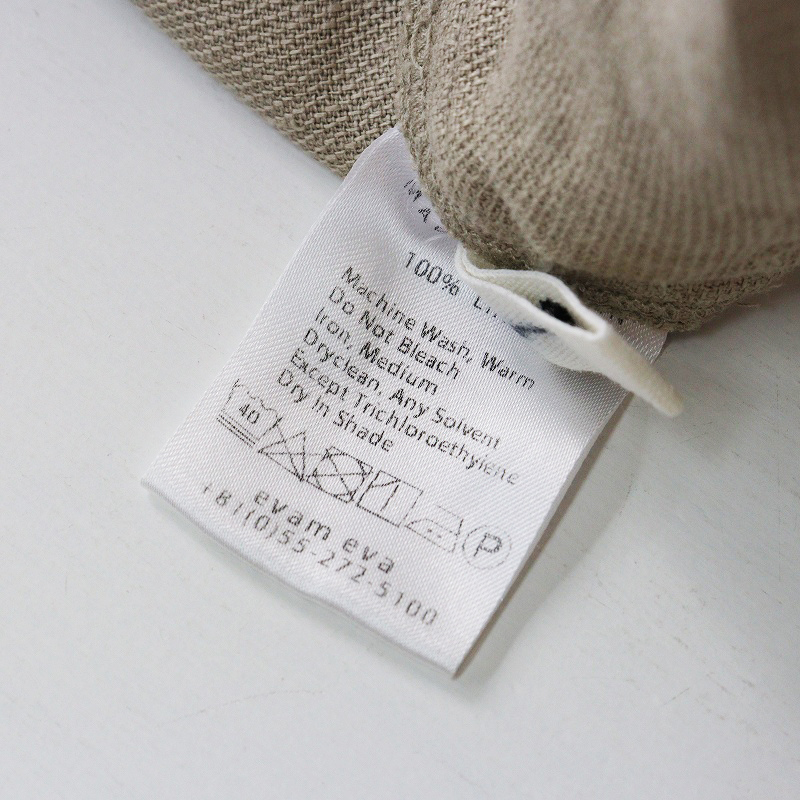 100%
Machine Wash, Warm
Do Not Bleach
Iron, Medium
Dryclean, Any Solvent
Except Trichloroethylene
Dry In Shade
40
P
evam eva
81(0)55-272-5100